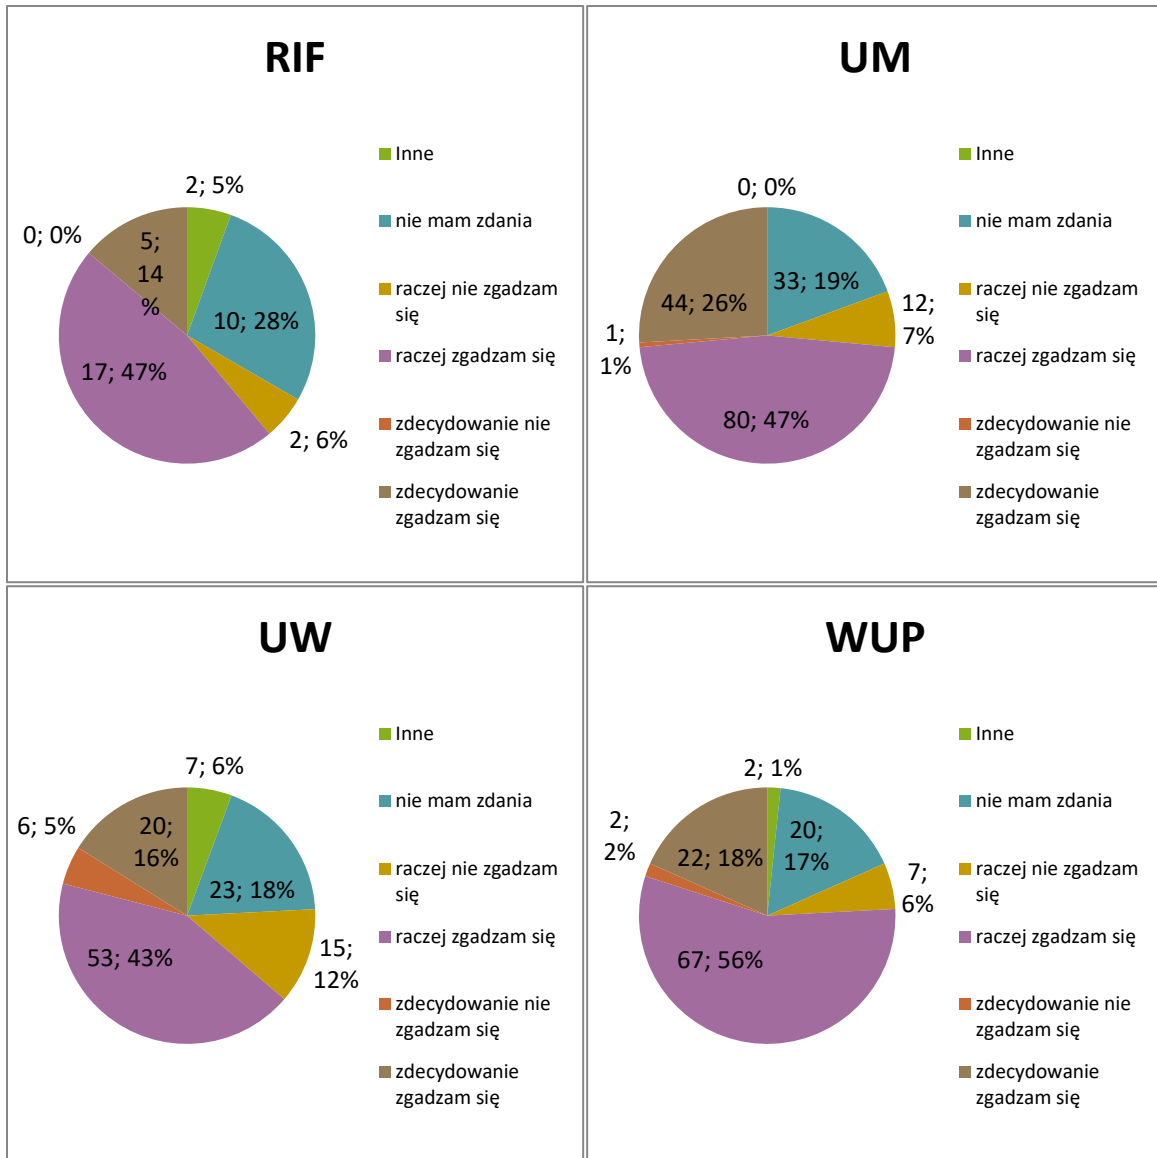 RIF
Inne
nie mam zdania
raczej nie zgadzam
się
raczej zgadzam się
zdecydowanie nie
zgadzam się
zdecydowanie
zgadzam się
2; 5%
10; 28%
2; 6%
17; 47%
0; 0%
5;
14
%
UM
Inne
nie mam zdania
raczej nie zgadzam
się
raczej zgadzam się
zdecydowanie nie
zgadzam się
zdecydowanie
zgadzam się
0; 0%
33; 19%
12;
7%
80; 47%
1;
1%
44; 26%
UW
Inne
nie mam zdania
raczej nie zgadzam
się
raczej zgadzam się
zdecydowanie nie
zgadzam się
zdecydowanie
zgadzam się
7; 6%
23; 18%
15;
12%
53; 43%
6; 5%
20;
16%
WUP
Inne
nie mam zdania
raczej nie zgadzam
się
raczej zgadzam się
zdecydowanie nie
zgadzam się
zdecydowanie
zgadzam się
2; 1%
20;
17%
7;
6%
67; 56%
2;
2%
22; 18%